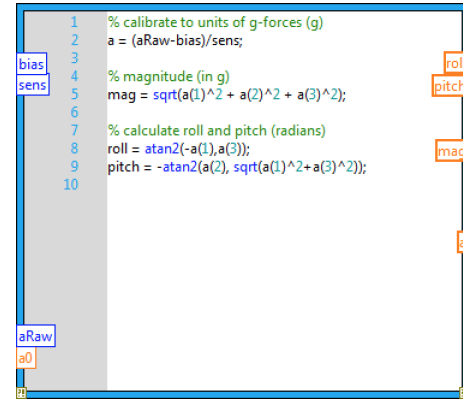 1 % calibrate to units of g-forces (g)
2 a = (aRaw-bias)/sens;
3
bias
4 % magnitude (in g)
sens
5 mag = sqrt(a(1)^2 + a(2)^2 + a(3)^2);
6
7 % calculate roll and pitch (radians)
8 roll = atan2(-a(1),a(3));
9 pitch = -atan2(a(2), sqrt(a(1)^2+a(3)^2));
10
rol
pitch
mag
a
aRaw
a0